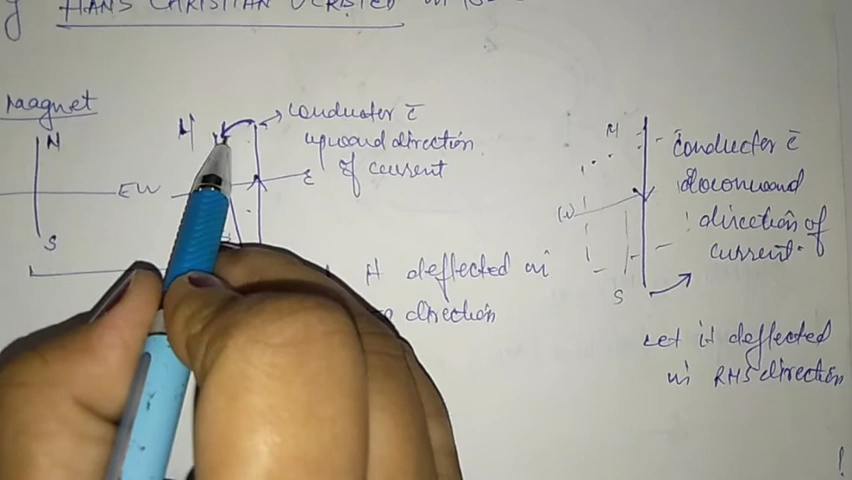 HANS CHRISTIAN OERSTED
Magnet
N
E W
S
N
E
conductor c̄
upward direction
of current
It deflected in
direction
N
W
S
conductor c̄
downward
direction of
current.
Let it deflected
in RHS direction